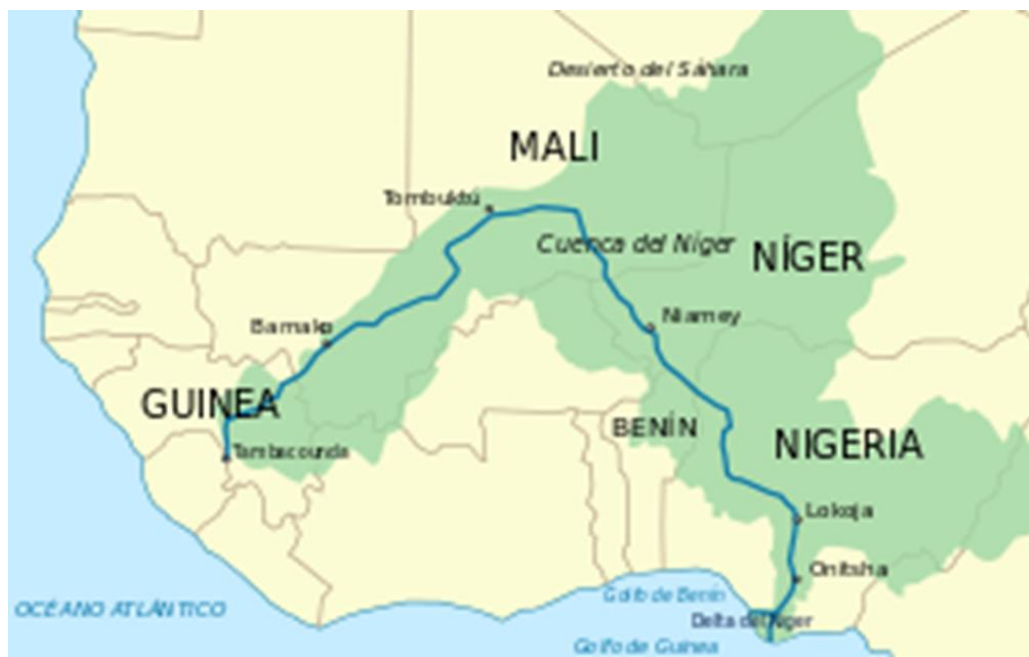 Desierto del Sáhara
MALI
Tombuktú
Cuenca del Níger
NÍGER
Niamey
Bamako
GUINEA
BENÍN
NIGERIA
Tambacounda
Lokoja
Onitsha
Golfo de Benín
OCÉANO ATLÁNTICO
Delta del Niger
Golfo de Guinea